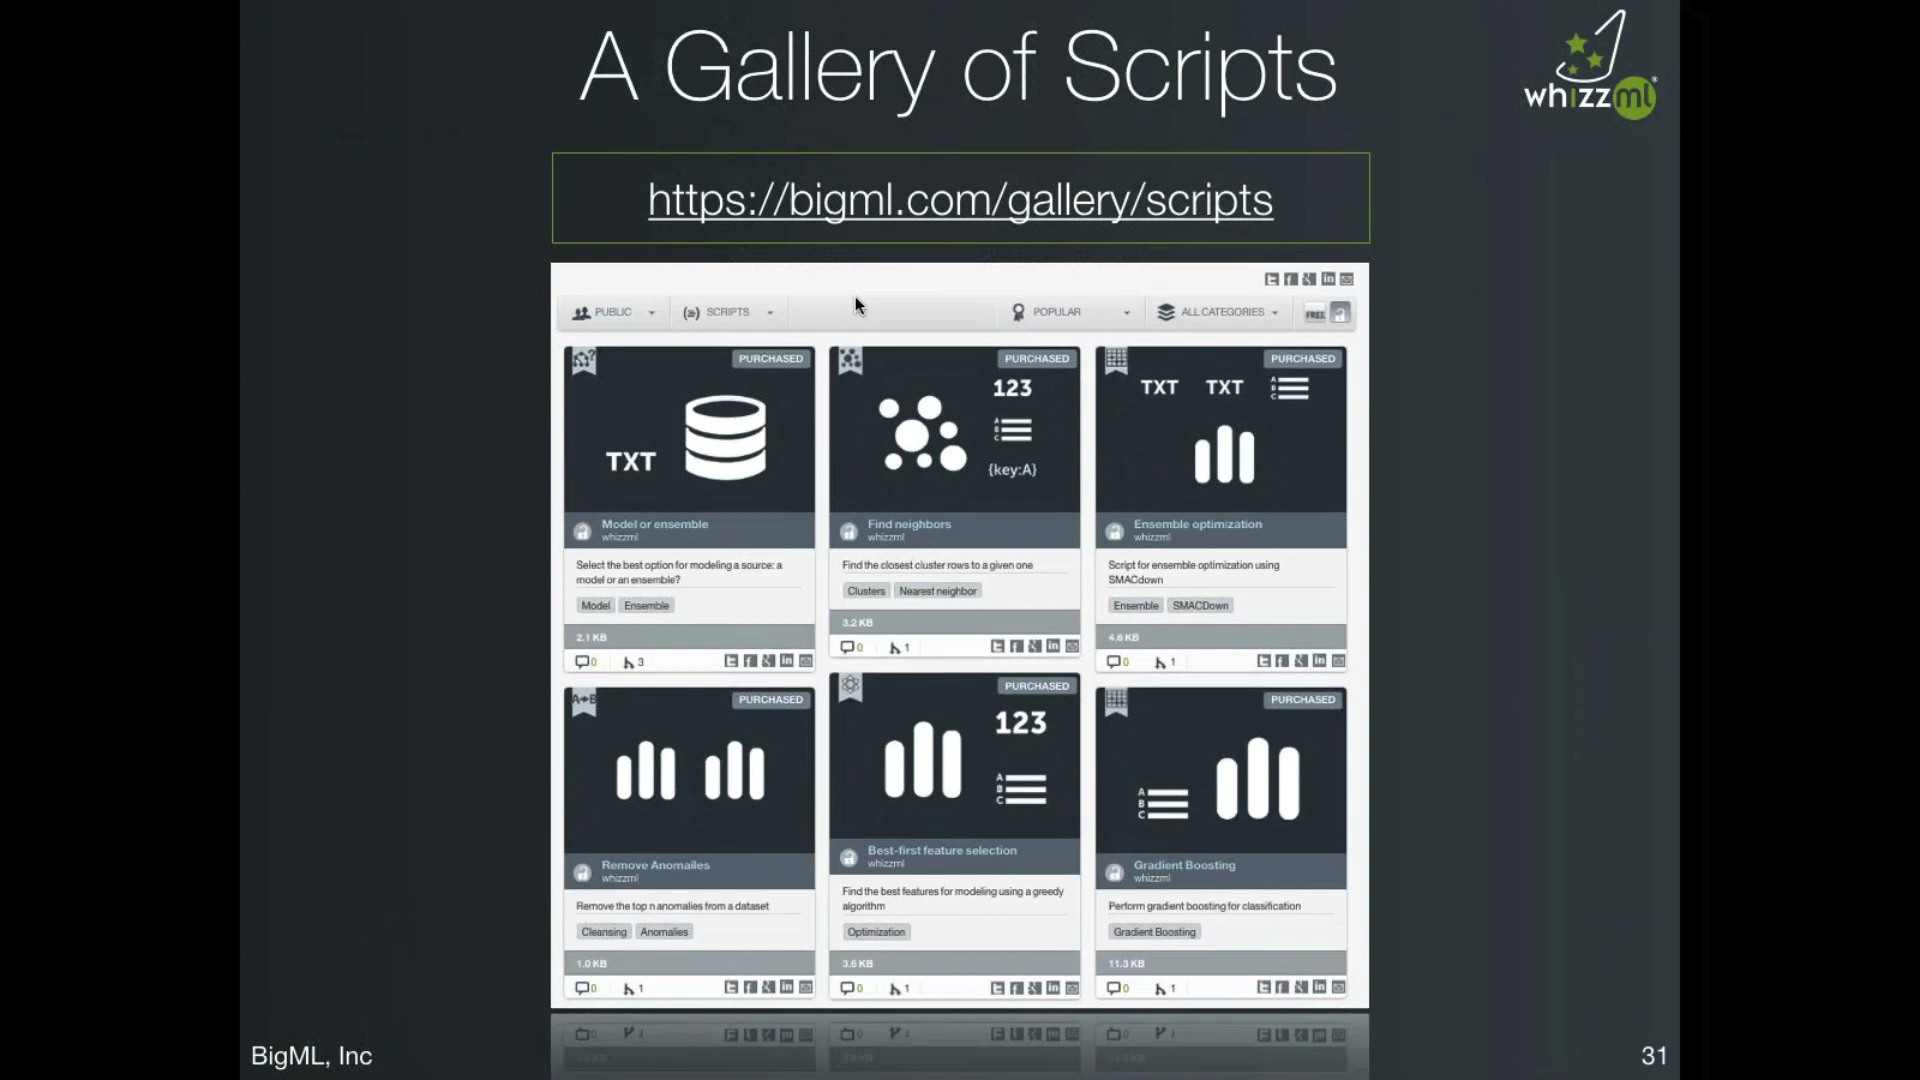 A Gallery of Scripts
whizzml
https://bigml.com/gallery/scripts
PUBLIC
SCRIPTS
POPULAR
ALL CATEGORIES
FREE
PURCHASED
TXT
Model or ensemble
whizzml
Select the best option for modeling a source: a
model or an ensemble?
Model Ensemble
2.1 KB
0 3
PURCHASED
123
A
B
C
{key:A}
Find neighbors
whizzml
Find the closest cluster rows to a given one
Clusters Nearest neighbor
3.2 KB
0 1
PURCHASED
TXT TXT
A
B
C
Ensemble optimization
whizzml
Script for ensemble optimization using
SMACdown
Ensemble SMACDown
4.6 KB
0 1
A→B
PURCHASED
Remove Anomalies
whizzml
Remove the top n anomalies from a dataset
Cleansing Anomalies
1.0 KB
0 1
PURCHASED
123
A
B
C
Best-first feature selection
whizzml
Find the best features for modeling using a greedy
algorithm
Optimization
3.6 KB
0 1
PURCHASED
A
B
C
Gradient Boosting
whizzml
Perform gradient boosting for classification
Gradient Boosting
11.3 KB
0 1
BigML, Inc
31